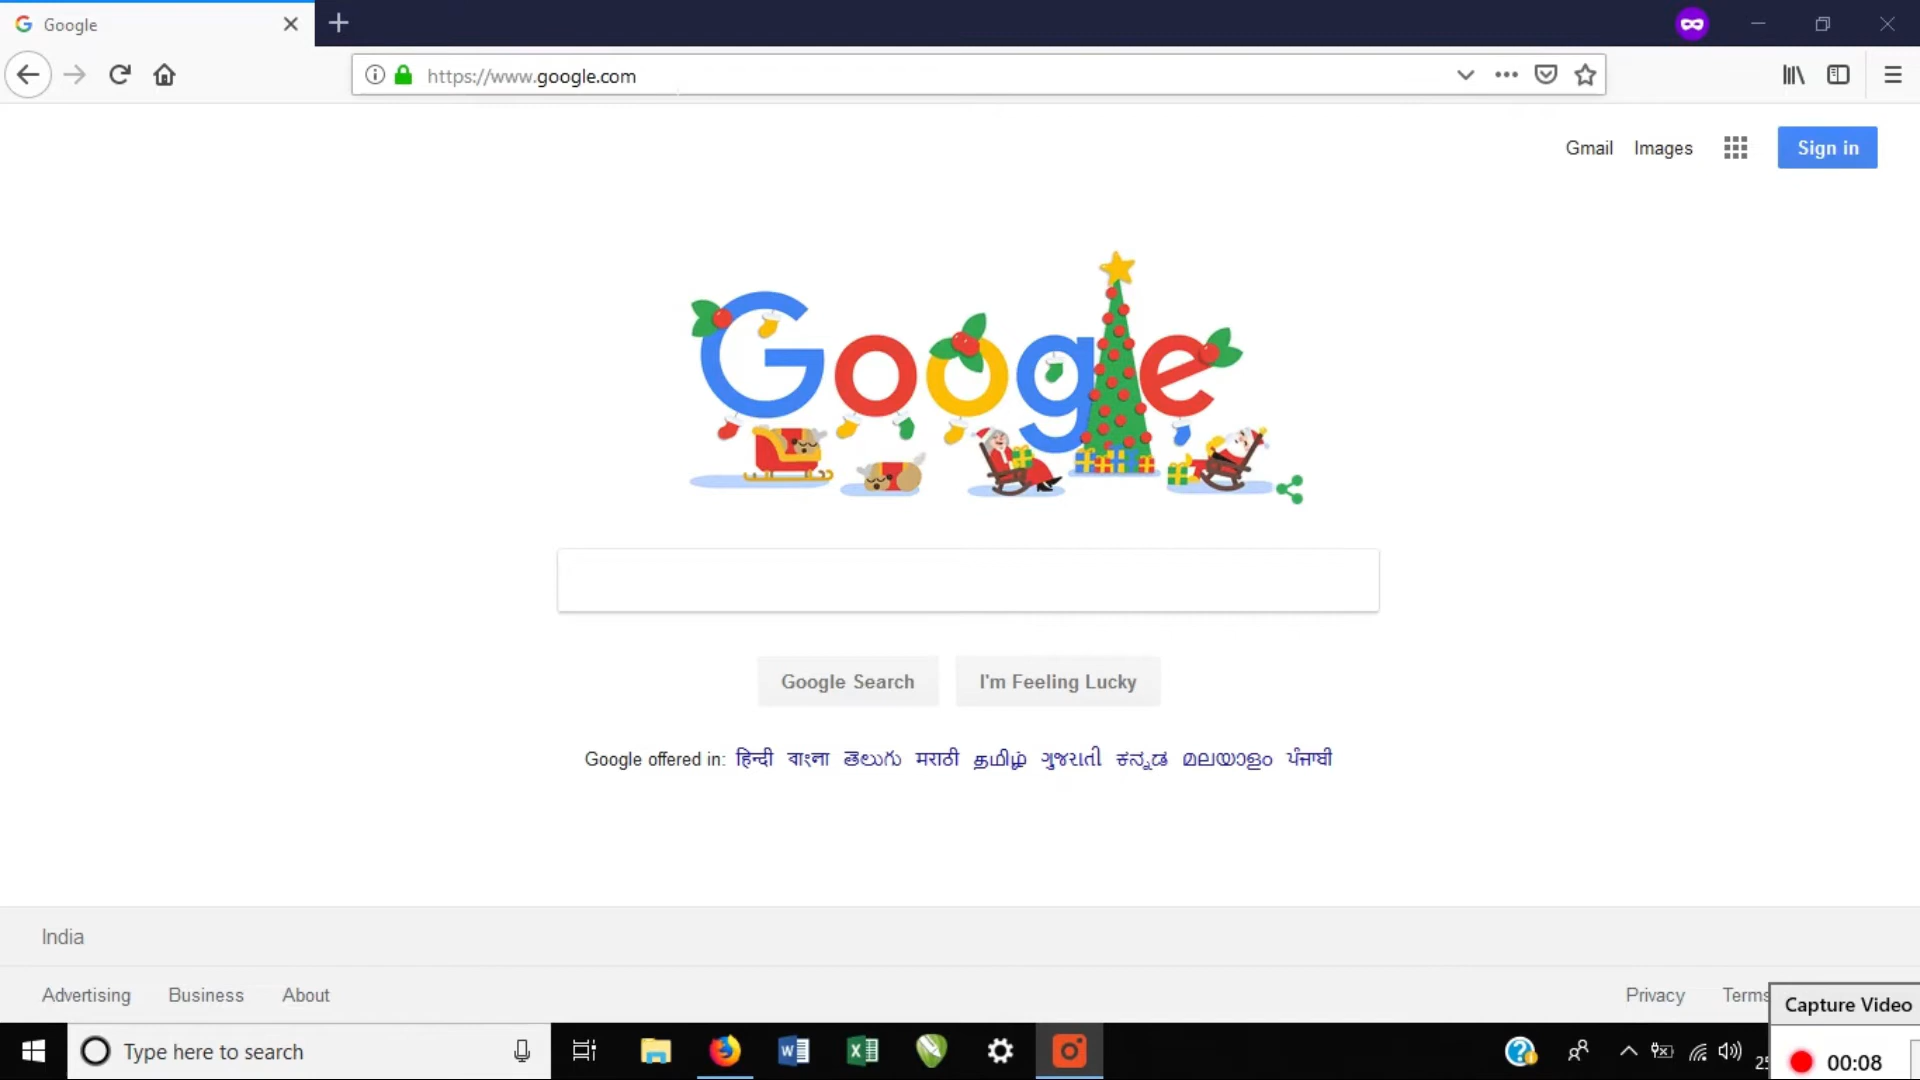 Google
https://www.google.com
Gmail Images Sign in
Google
Google Search I'm Feeling Lucky
Google offered in: हिन्दी বাংলা తెలుగు मराठी தமிழ் ગુજરાતી ಕನ್ನಡ മലയാളം ਪੰਜਾਬੀ
India
Advertising Business About Privacy Terms
Capture Video
Type here to search
00:08